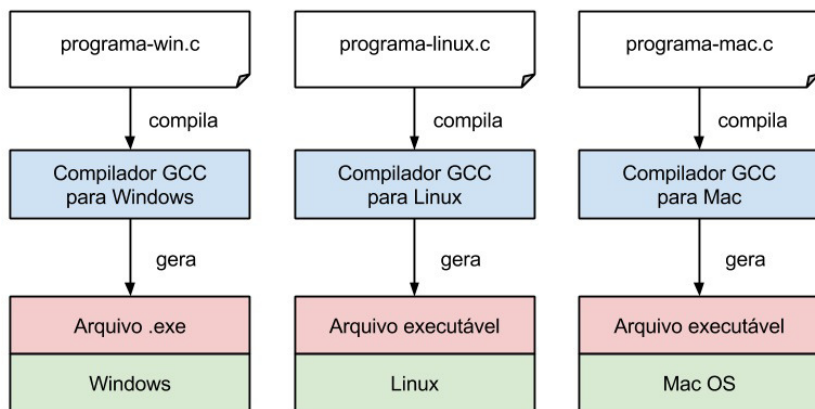 programa-win.c
programa-linux.c
programa-mac.c
compila
compila
compila
Compilador GCC
para Windows
Compilador GCC
para Linux
Compilador GCC
para Mac
gera
gera
gera
Arquivo .exe
Arquivo executável
Arquivo executável
Windows
Linux
Mac OS